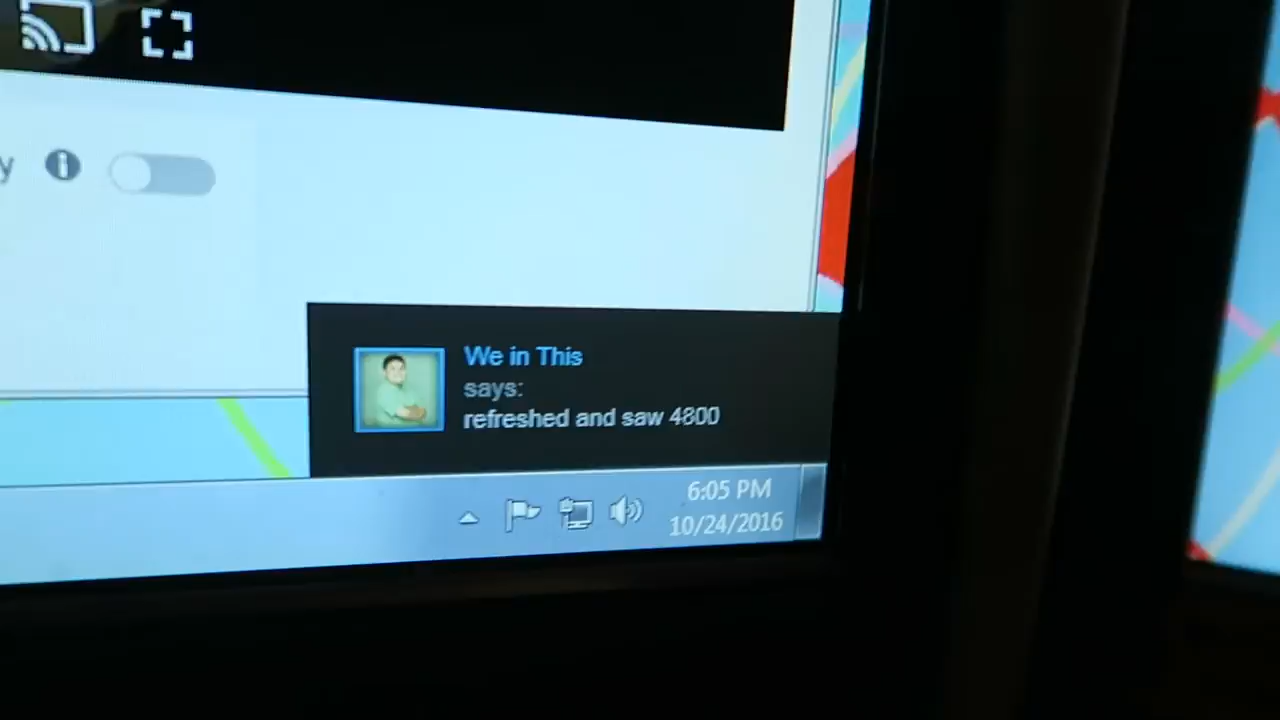 y
We in This
says:
refreshed and saw 4800
6:05 PM
10/24/2016